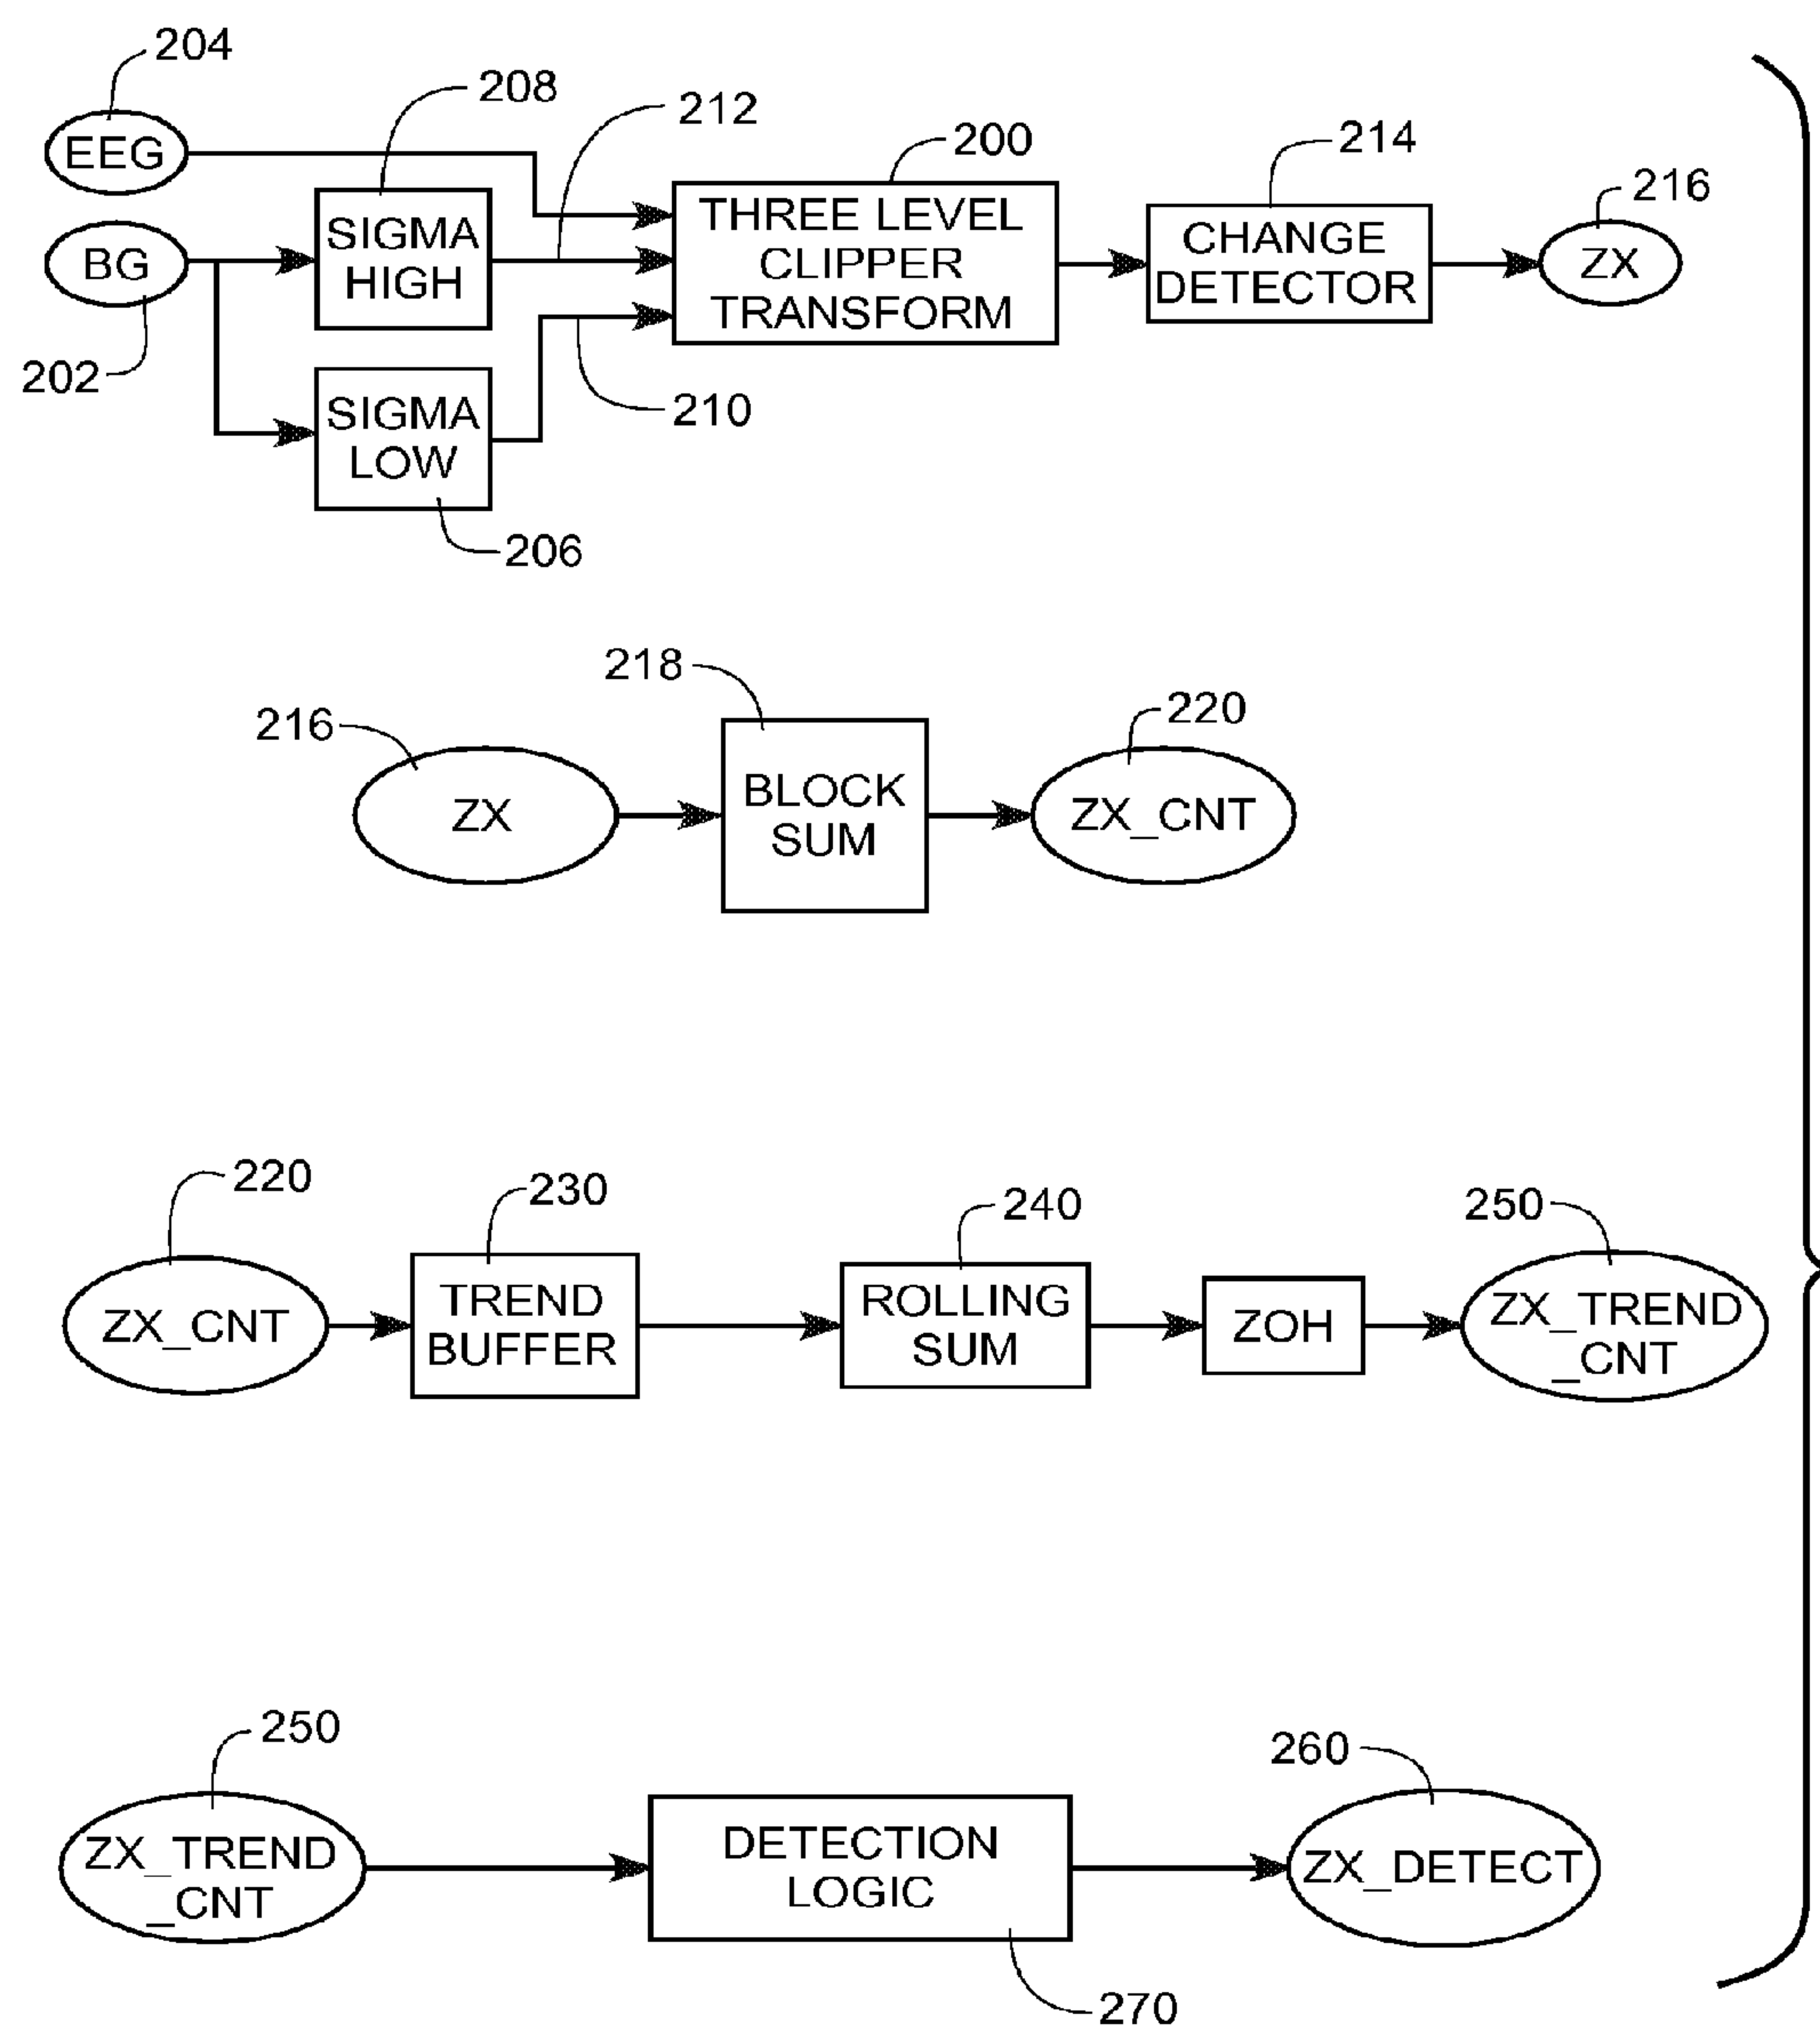 204
EEG
208
212
200
214
216
SIGMA
HIGH
THREE LEVEL
CLIPPER
TRANSFORM
CHANGE
DETECTOR
ZX
BG
202
SIGMA
LOW
210
206
216
ZX
218
BLOCK
SUM
220
ZX_CNT
220
ZX_CNT
230
TREND
BUFFER
240
ROLLING
SUM
ZOH
250
ZX_TREND
_CNT
250
ZX_TREND
_CNT
DETECTION
LOGIC
270
260
ZX_DETECT